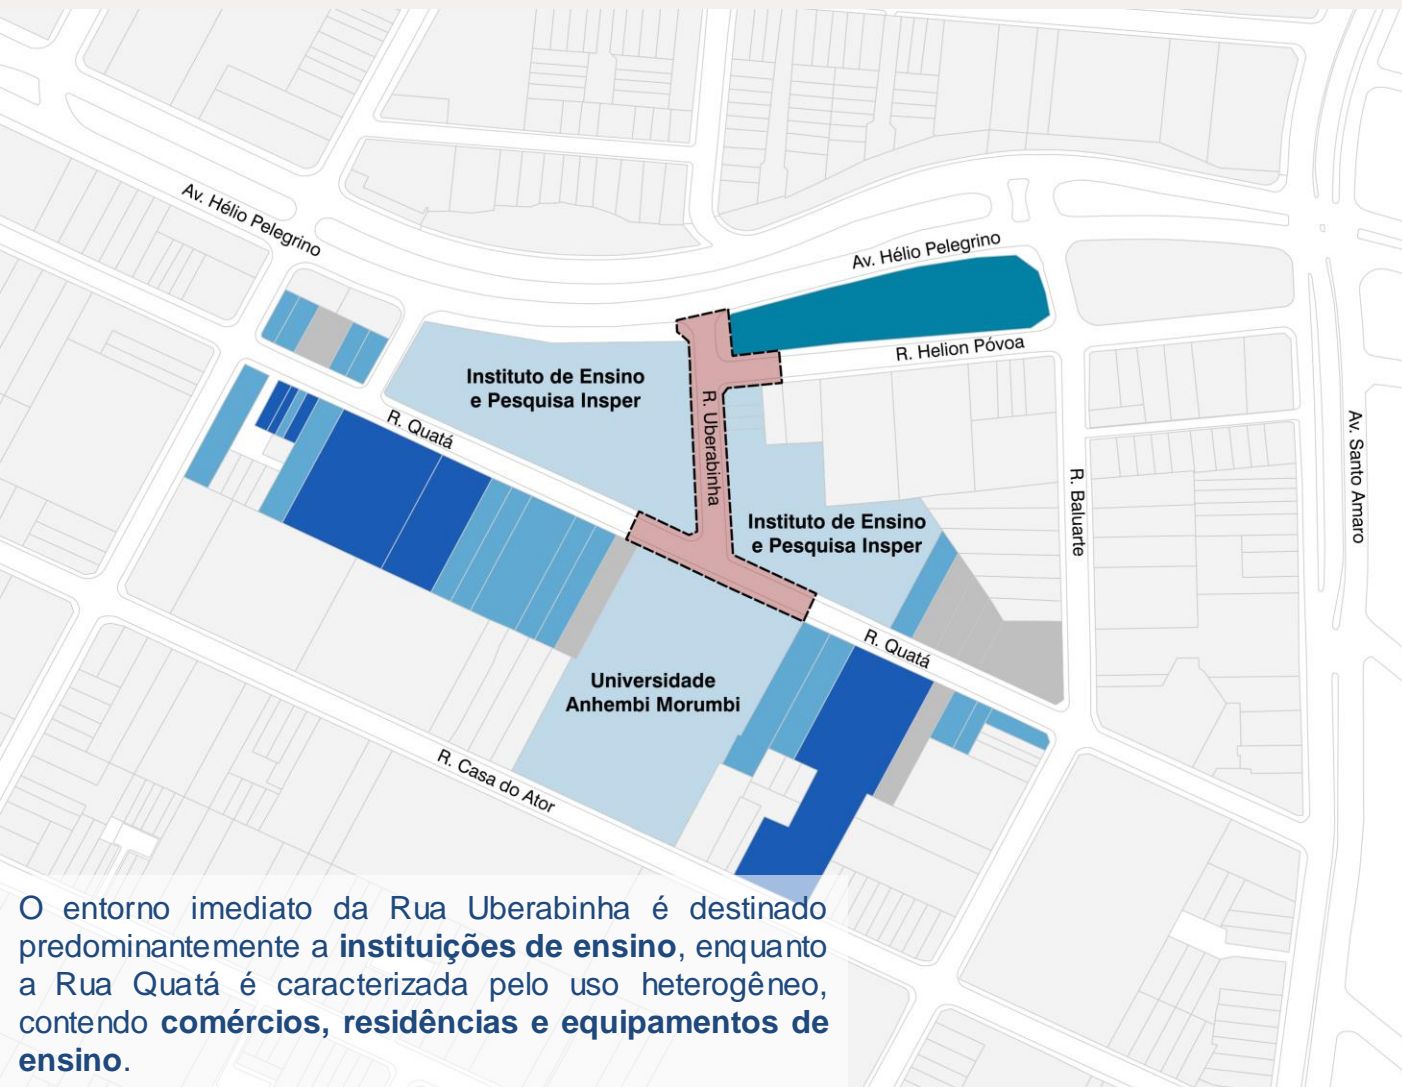 Av. Hélio Pelegrino
Av. Hélio Pelegrino
R. Helion Póvoa
Instituto de Ensino
e Pesquisa Insper
R. Uberabinha
R. Quatá
Av. Santo Amaro
R. Baluarte
Instituto de Ensino
e Pesquisa Insper
R. Quatá
Universidade
Anhembi Morumbi
R. Casa do Ator
O entorno imediato da Rua Uberabinha é destinado
predominantemente a instituições de ensino, enquanto
a Rua Quatá é caracterizada pelo uso heterogêneo,
contendo comércios, residências e equipamentos de
ensino.